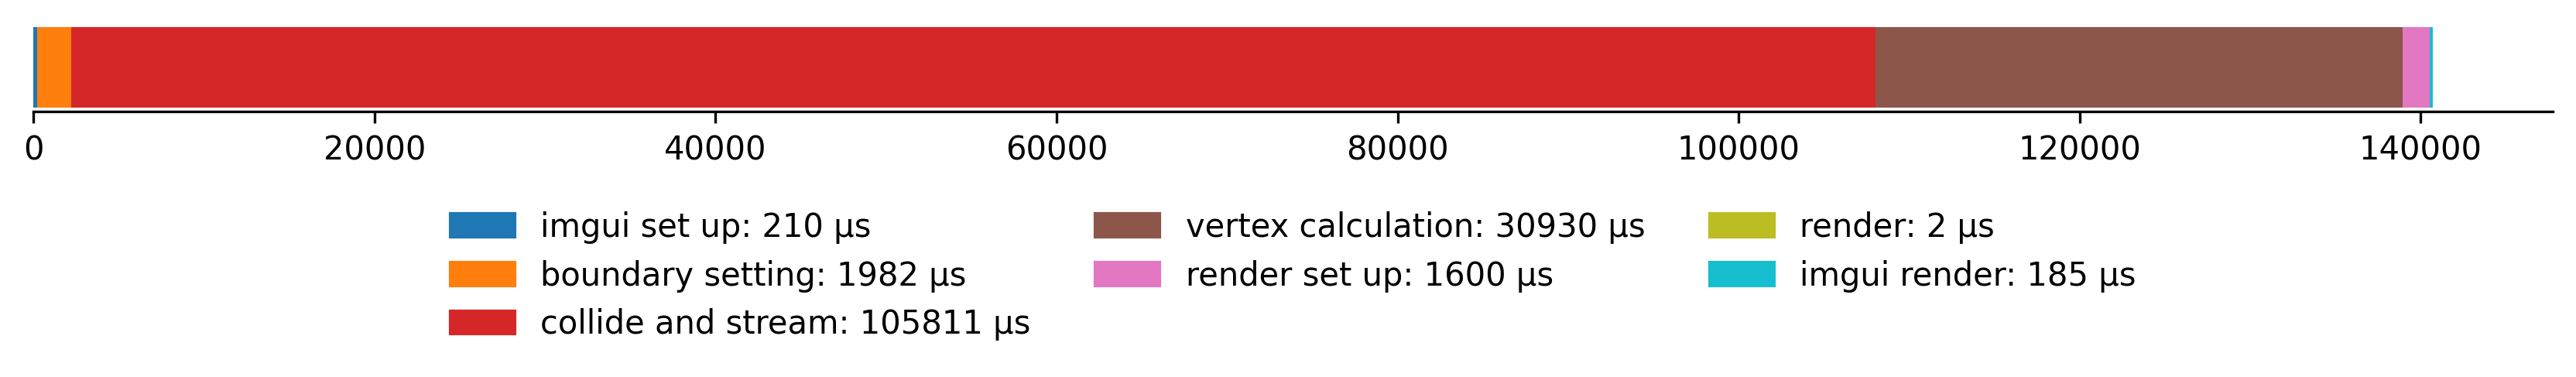 0 20000 40000 60000 80000 100000 120000 140000
imgui set up: 210 µs
boundary setting: 1982 µs
collide and stream: 105811 µs
vertex calculation: 30930 µs
render set up: 1600 µs
render: 2 µs
imgui render: 185 µs